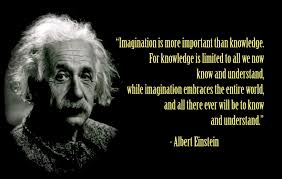 “Imagination is more important than knowledge.
For knowledge is limited to all we now
know and understand,
while imagination embraces the entire world,
and all there ever will be to know
and understand.”
- Albert Einstein